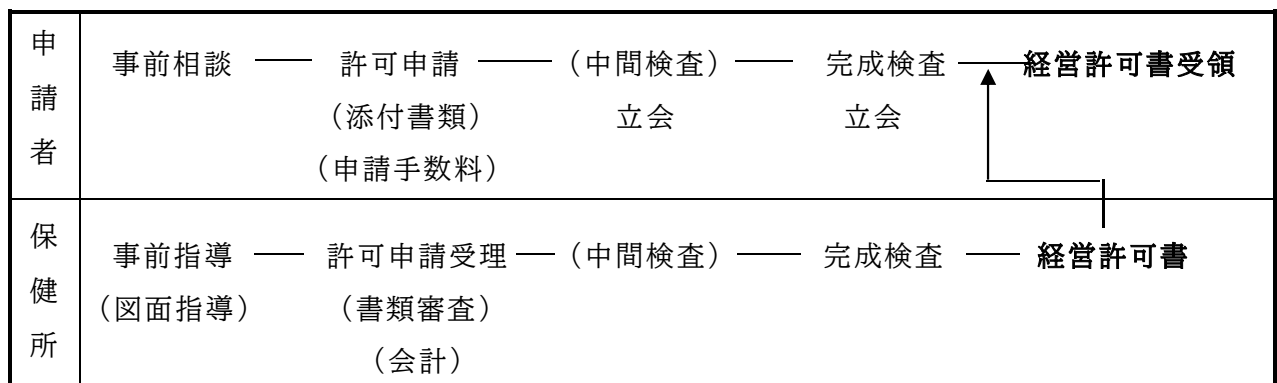 申請者
事前相談 ── 許可申請 ── （中間検査） ── 完成検査 ── 経営許可書受領
（添付書類） 立会 立会
（申請手数料）
保健所
事前指導 ── 許可申請受理 ── （中間検査） ── 完成検査 ── 経営許可書
（図面指導） （書類審査）
（会計）